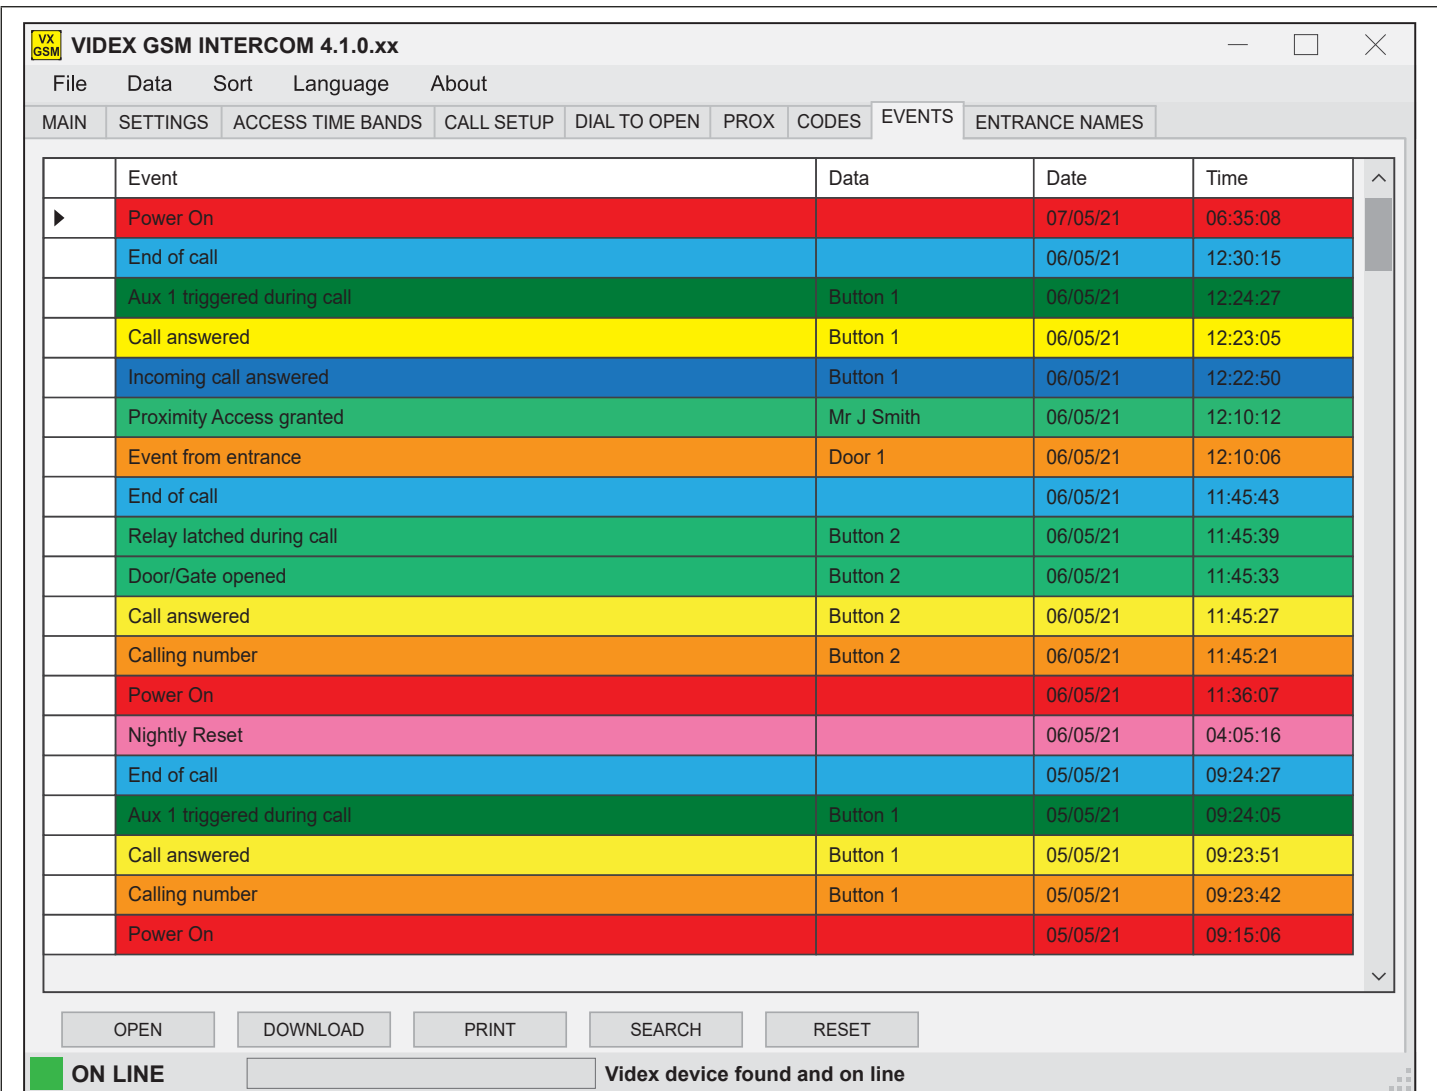 VX GSM VIDEX GSM INTERCOM 4.1.0.xx
File Data Sort Language About
MAIN SETTINGS ACCESS TIME BANDS CALL SETUP DIAL TO OPEN PROX CODES EVENTS ENTRANCE NAMES
Event Data Date Time
Power On 07/05/21 06:35:08
End of call 06/05/21 12:30:15
Aux 1 triggered during call Button 1 06/05/21 12:24:27
Call answered Button 1 06/05/21 12:23:05
Incoming call answered Button 1 06/05/21 12:22:50
Proximity Access granted Mr J Smith 06/05/21 12:10:12
Event from entrance Door 1 06/05/21 12:10:06
End of call 06/05/21 11:45:43
Relay latched during call Button 2 06/05/21 11:45:39
Door/Gate opened Button 2 06/05/21 11:45:33
Call answered Button 2 06/05/21 11:45:27
Calling number Button 2 06/05/21 11:45:21
Power On 06/05/21 11:36:07
Nightly Reset 06/05/21 04:05:16
End of call 05/05/21 09:24:27
Aux 1 triggered during call Button 1 05/05/21 09:24:05
Call answered Button 1 05/05/21 09:23:51
Calling number Button 1 05/05/21 09:23:42
Power On 05/05/21 09:15:06
OPEN DOWNLOAD PRINT SEARCH RESET
ON LINE Videx device found and on line